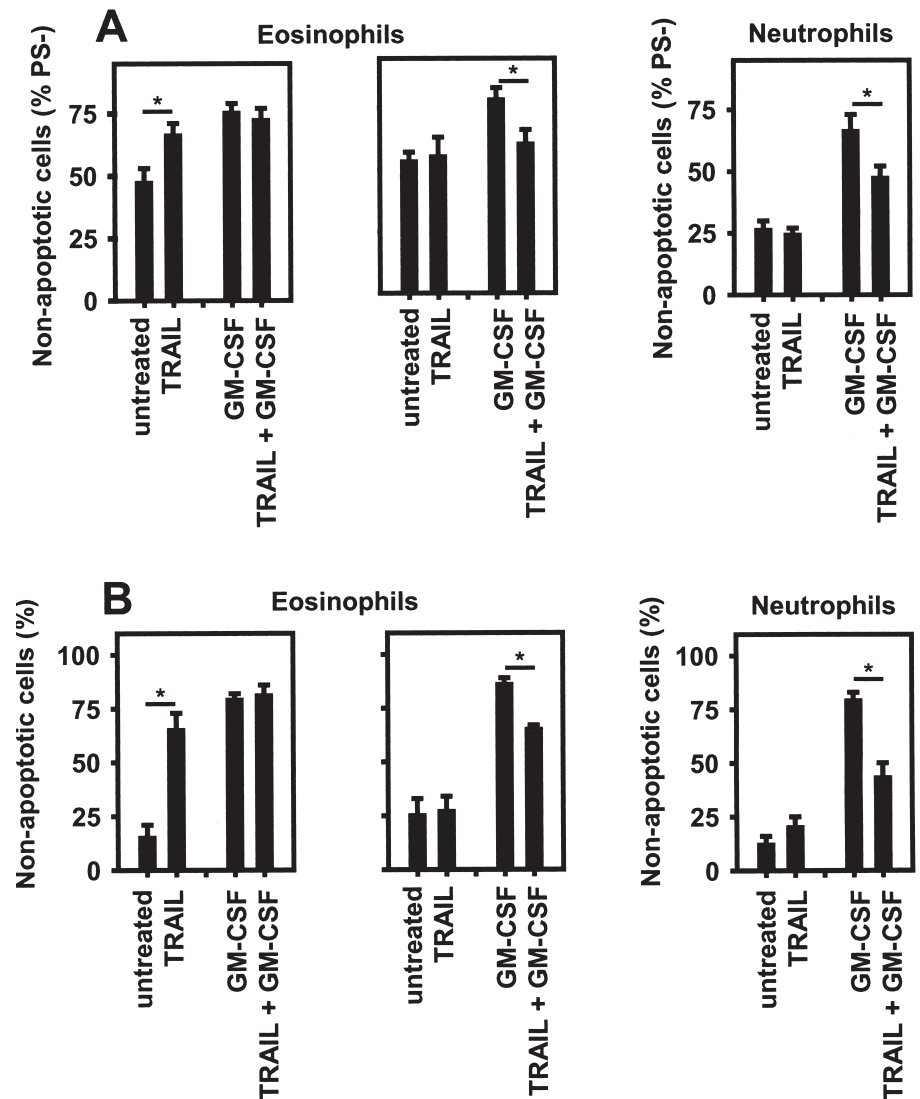 A
Eosinophils
Neutrophils
Non-apoptotic cells (% PS-)
75
50
25
0
*
untreated
TRAIL
GM-CSF
TRAIL + GM-CSF
*
untreated
TRAIL
GM-CSF
TRAIL + GM-CSF
Non-apoptotic cells (% PS-)
75
50
25
0
*
untreated
TRAIL
GM-CSF
TRAIL + GM-CSF
B
Eosinophils
Neutrophils
Non-apoptotic cells (%)
100
75
50
25
0
*
untreated
TRAIL
GM-CSF
TRAIL + GM-CSF
*
untreated
TRAIL
GM-CSF
TRAIL + GM-CSF
Non-apoptotic cells (%)
100
75
50
25
0
*
untreated
TRAIL
GM-CSF
TRAIL + GM-CSF